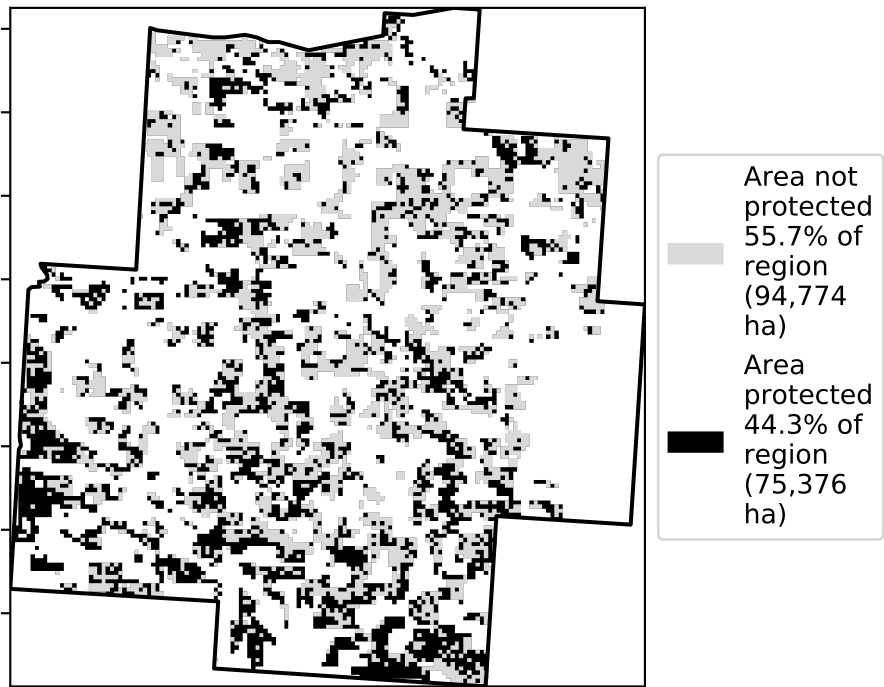 Area not
protected
55.7% of
region
(94,774
ha)
Area
protected
44.3% of
region
(75,376
ha)